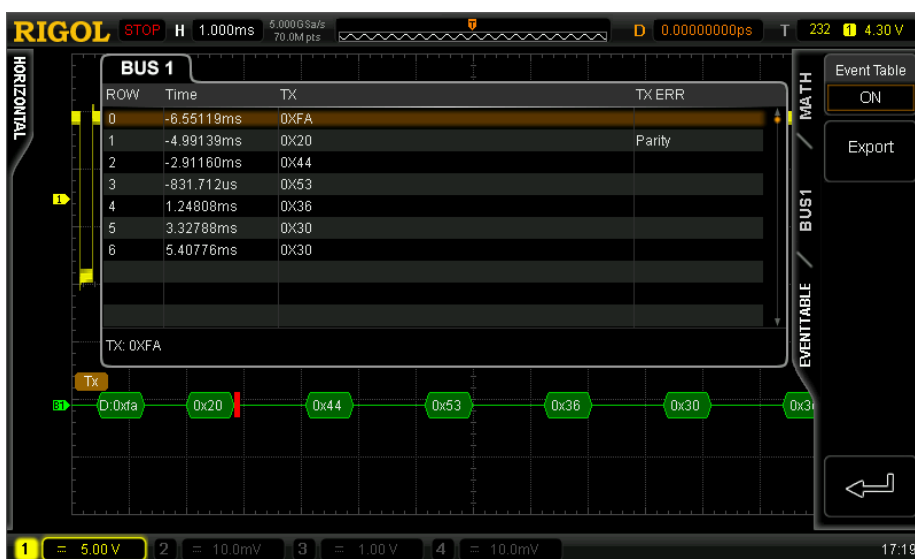 RIGOL STOP H 1.000ms 5.000GSa/s 70.0M pts D 0.00000000ps T 232 1 4.30 V
HORIZONTAL
BUS 1
ROW Time TX TX ERR
0 -6.55119ms 0XFA
1 -4.99139ms 0X20 Parity
2 -2.91160ms 0X44
3 -831.712us 0X53
4 1.24808ms 0X36
5 3.32788ms 0X30
6 5.40776ms 0X30
TX: 0XFA
MATH
BUS1
EVENTTABLE
Event Table
ON
Export
1
Tx
B1 D:0xfa 0x20 0x44 0x53 0x36 0x30
1 = 5.00 V 2 = 10.0mV 3 = 1.00 V 4 = 10.0mV 17:19